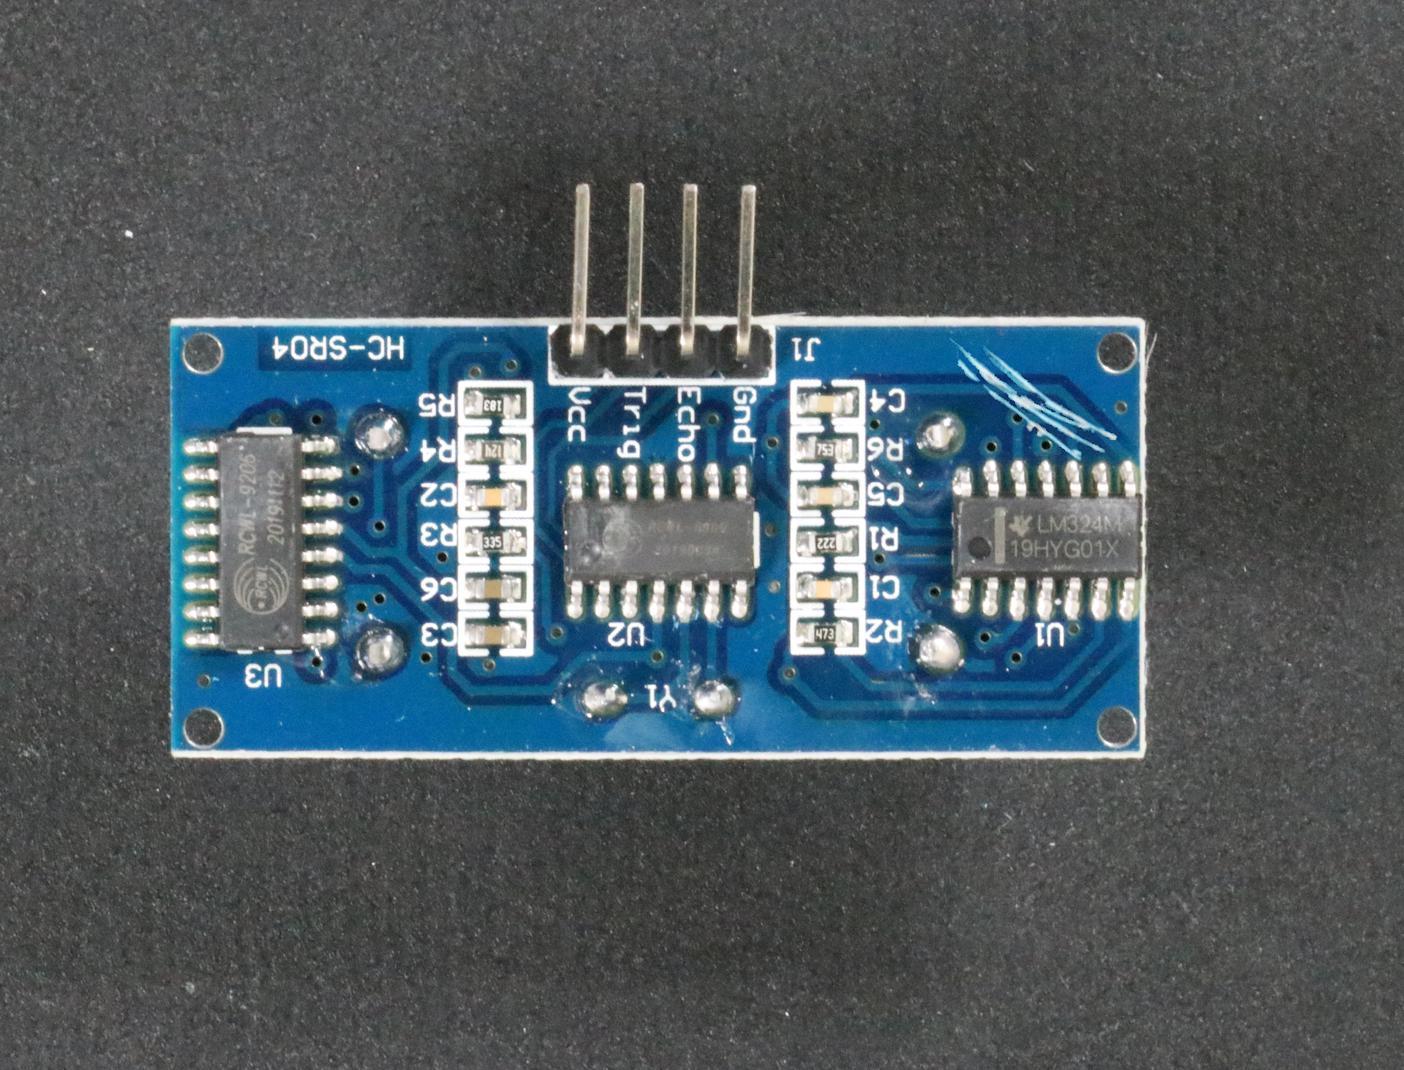 HC-SR04
J1
Vcc
Trig
Echo
Gnd
R5
183
R4
124
C2
R3
335
C6
C3
C4
R6
C5
R1
222
C1
R2
473
RCWL-9206
20191112
RCWL
U3
U2
Y1
LM324M
19HYG01X
U1